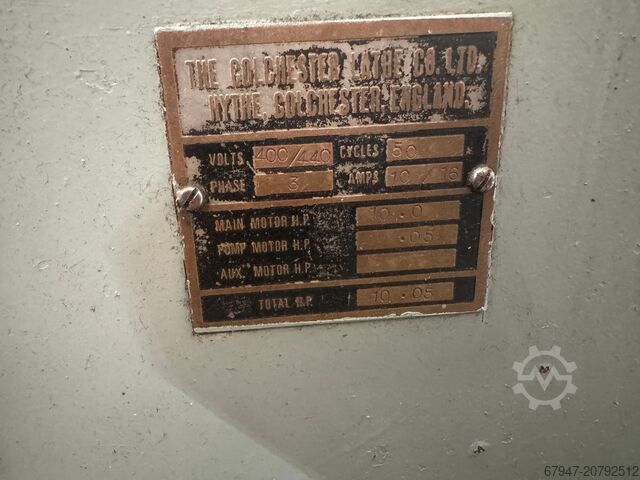 THE COLCHESTER LATHE CO. LTD.
HYTHE, COLCHESTER ENGLAND.
VOLTS 400/440 CYCLES 50
PHASE 3 AMPS 10/16
MAIN MOTOR H.P. 10.0
PUMP MOTOR H.P. .05
AUX. MOTOR H.P.
TOTAL H.P. 10.05
67947-20792512